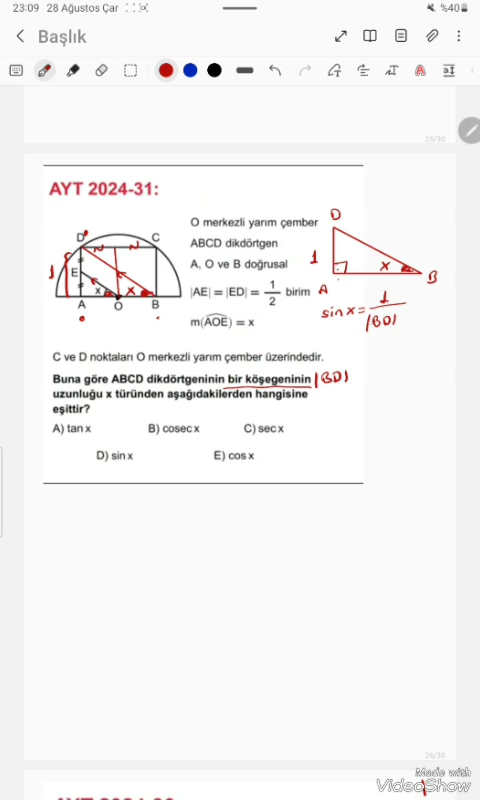 23:09 28 Ağustos Çar
%40
Başlık
25/30
AYT 2024-31:
O merkezli yarım çember
ABCD dikdörtgen
A, O ve B doğrusal
|AE| = |ED| = 1/2 birim
m(AOE) = x
D C
E
1
x x
A O B
D
1
x
A B
sin x = 1/|BD|
C ve D noktaları O merkezli yarım çember üzerindedir.
Buna göre ABCD dikdörtgeninin bir köşegeninin |BD|
uzunluğu x türünden aşağıdakilerden hangisine
eşittir?
A) tan x B) cosec x C) sec x
D) sin x E) cos x
26/30
Made with
VideoShow